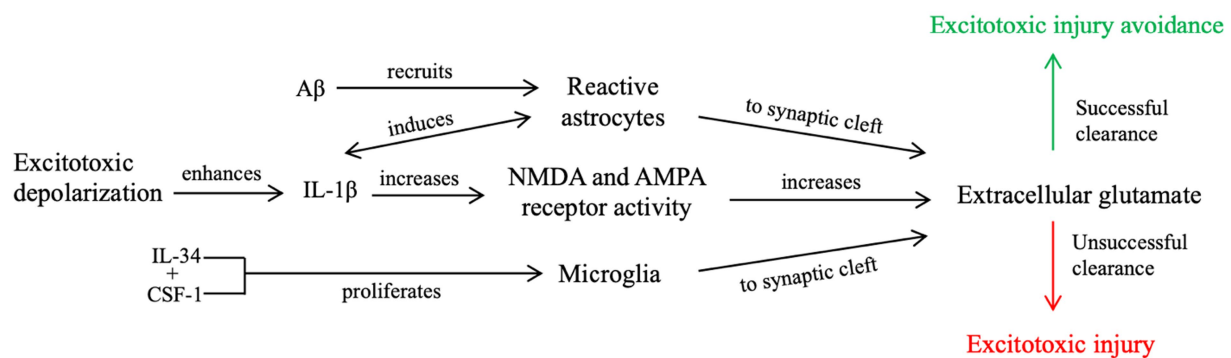 Excitotoxic injury avoidance
Aβ
recruits
Reactive
astrocytes
to synaptic cleft
Successful
clearance
induces
Excitotoxic
depolarization
enhances
IL-1β
increases
NMDA and AMPA
receptor activity
increases
Extracellular glutamate
IL-34
+
CSF-1
proliferates
Microglia
to synaptic cleft
Unsuccessful
clearance
Excitotoxic injury